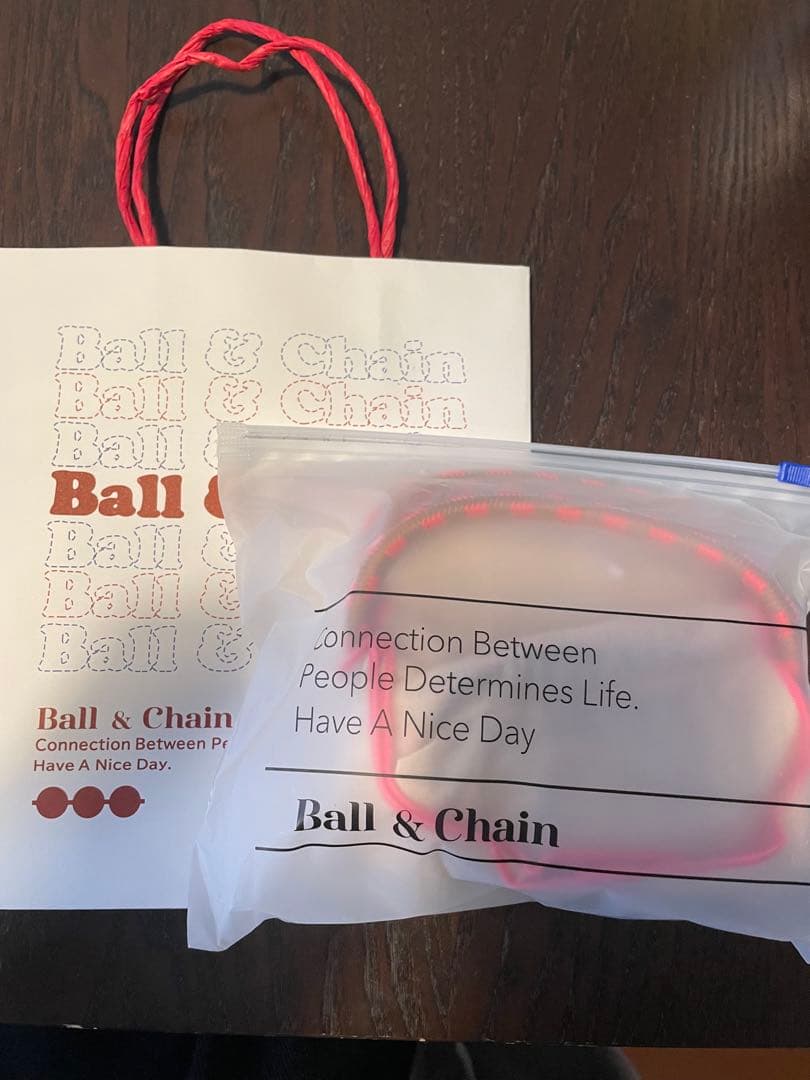 Ball & Chain
Ball & Chain
Ball
Ball
Ball &
Ball &
Ball &
Ball & Chain
Connection Between
Have A Nice Day.
Connection Between
People Determines Life.
Have A Nice Day
Ball & Chain